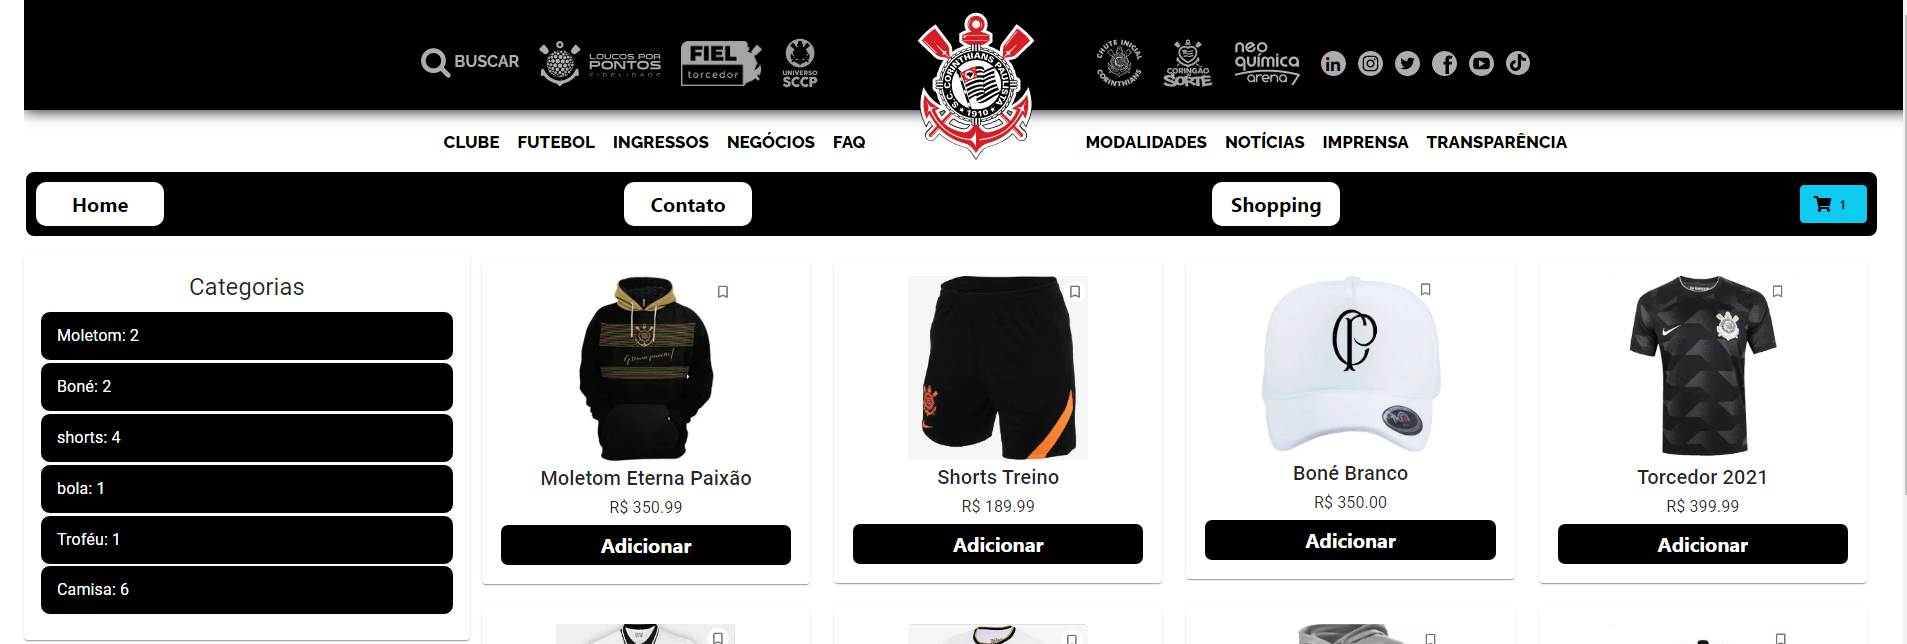 BUSCAR
LOUCOS POR
PONTOS
FIDELIDADE
FIEL
torcedor
UNIVERSO
SCCP
S.C. CORINTHIANS PAULISTA
1910
CHUTE INICIAL
CORINTHIANS
CORINGÃO
SORTE
neo
química
arena
in
CLUBE FUTEBOL INGRESSOS NEGÓCIOS FAQ
MODALIDADES NOTÍCIAS IMPRENSA TRANSPARÊNCIA
Home
Contato
Shopping
1
Categorias
Moletom: 2
Boné: 2
shorts: 4
bola: 1
Troféu: 1
Camisa: 6
Moletom Eterna Paixão
R$ 350.99
Adicionar
Shorts Treino
R$ 189.99
Adicionar
CP
Boné Branco
R$ 350.00
Adicionar
Torcedor 2021
R$ 399.99
Adicionar